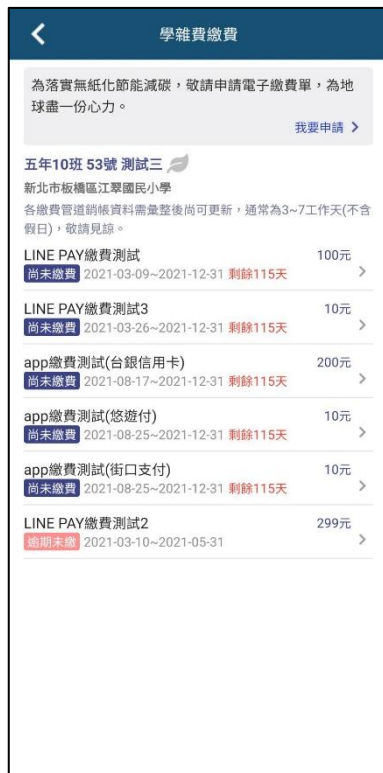 學雜費繳費
為落實無紙化節能減碳，敬請申請電子繳費單，為地
球盡一份心力。
我要申請
五年10班 53號 測試三
新北市板橋區江翠國民小學
各繳費管道銷帳資料需彙整後尚可更新，通常為3~7工作天(不含
假日)，敬請見諒。
LINE PAY繳費測試 100元
尚未繳費 2021-03-09~2021-12-31 剩餘115天
LINE PAY繳費測試3 10元
尚未繳費 2021-03-26~2021-12-31 剩餘115天
app繳費測試(台銀信用卡) 200元
尚未繳費 2021-08-17~2021-12-31 剩餘115天
app繳費測試(悠遊付) 10元
尚未繳費 2021-08-25~2021-12-31 剩餘115天
app繳費測試(街口支付) 10元
尚未繳費 2021-08-25~2021-12-31 剩餘115天
LINE PAY繳費測試2 299元
逾期未繳 2021-03-10~2021-05-31